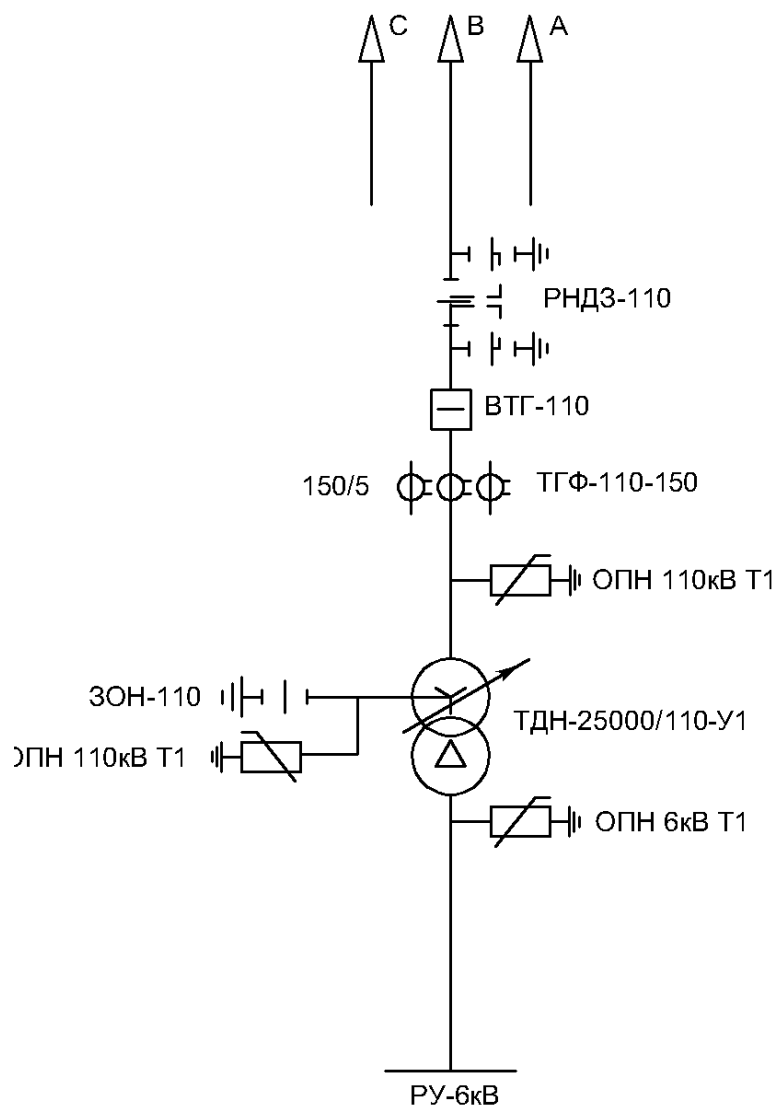 С В А
РНДЗ-110
ВТГ-110
150/5 ТГФ-110-150
ОПН 110кВ Т1
ЗОН-110
ТДН-25000/110-У1
ОПН 110кВ Т1
ОПН 6кВ Т1
РУ-6кВ